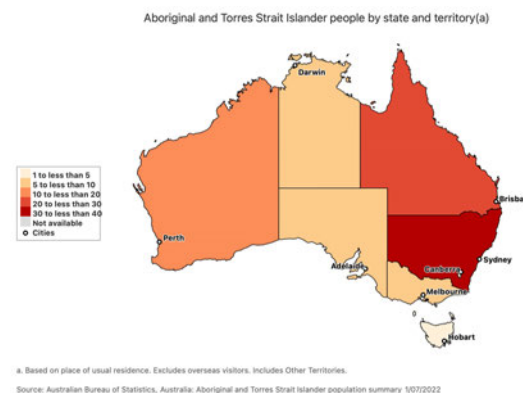 Aboriginal and Torres Strait Islander people by state and territory(a)
Darwin
1 to less than 5
5 to less than 10
10 to less than 20
20 to less than 30
30 to less than 40
Not available
Cities
Brisba
Perth
Adelaide
Canberra
Sydney
Melbourne
Hobart
a. Based on place of usual residence. Excludes overseas visitors. Includes Other Territories.
Source: Australian Bureau of Statistics, Australia: Aboriginal and Torres Strait Islander population summary 1/07/2022